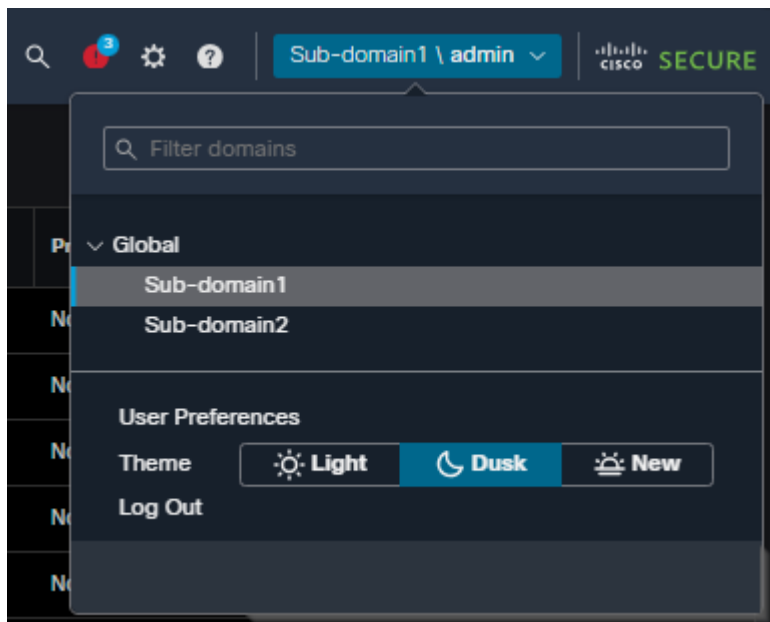 3
?
Sub-domain1 \ admin
cisco SECURE
Filter domains
Global
Sub-domain1
Sub-domain2
User Preferences
Theme Light Dusk New
Log Out